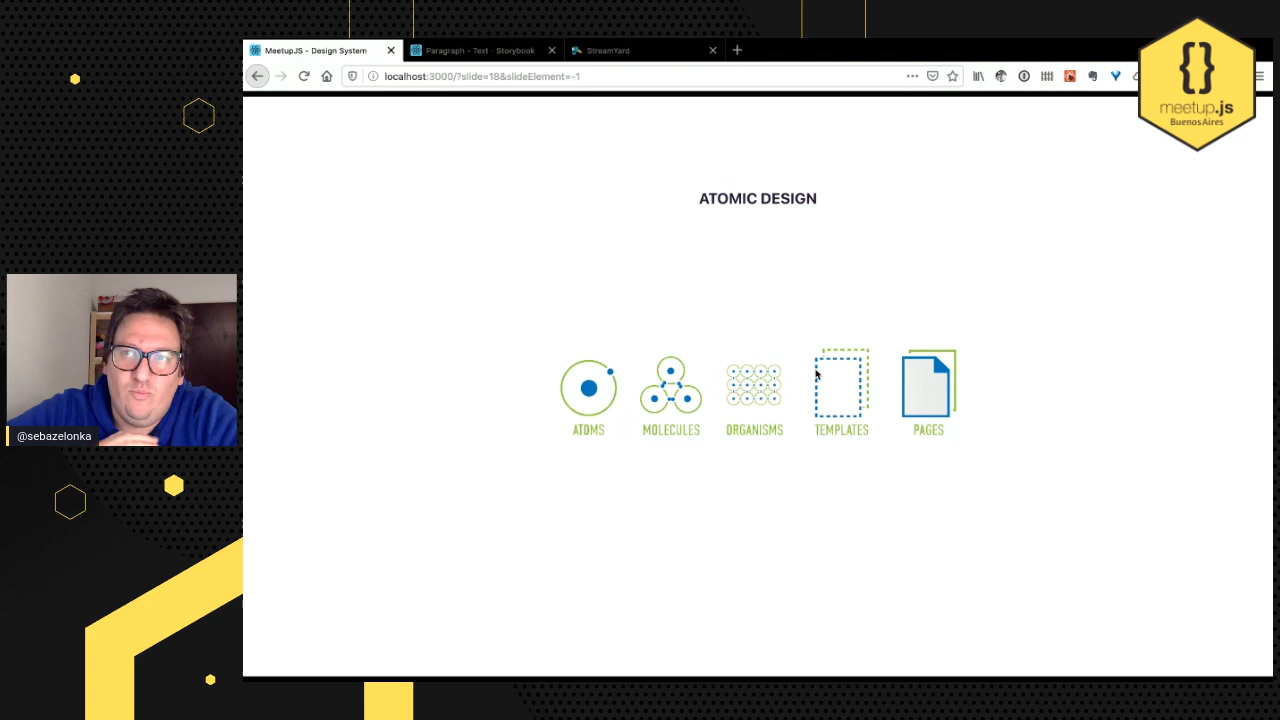 MeetupJS - Design System
Paragraph - Text · Storybook
StreamYard
localhost:3000/?slide=18&slideElement=-1
{}
meetup.js
Buenos Aires
ATOMIC DESIGN
ATOMS
MOLECULES
ORGANISMS
TEMPLATES
PAGES
@sebazelonka